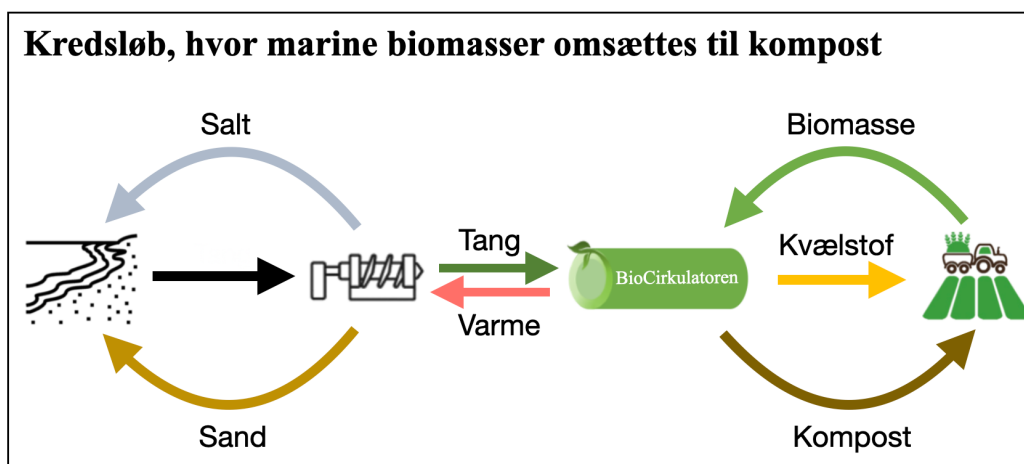 Kredsløb, hvor marine biomasser omsættes til kompost
Salt
Biomasse
Tang
Kvælstof
BioCirkulatoren
Varme
Sand
Kompost